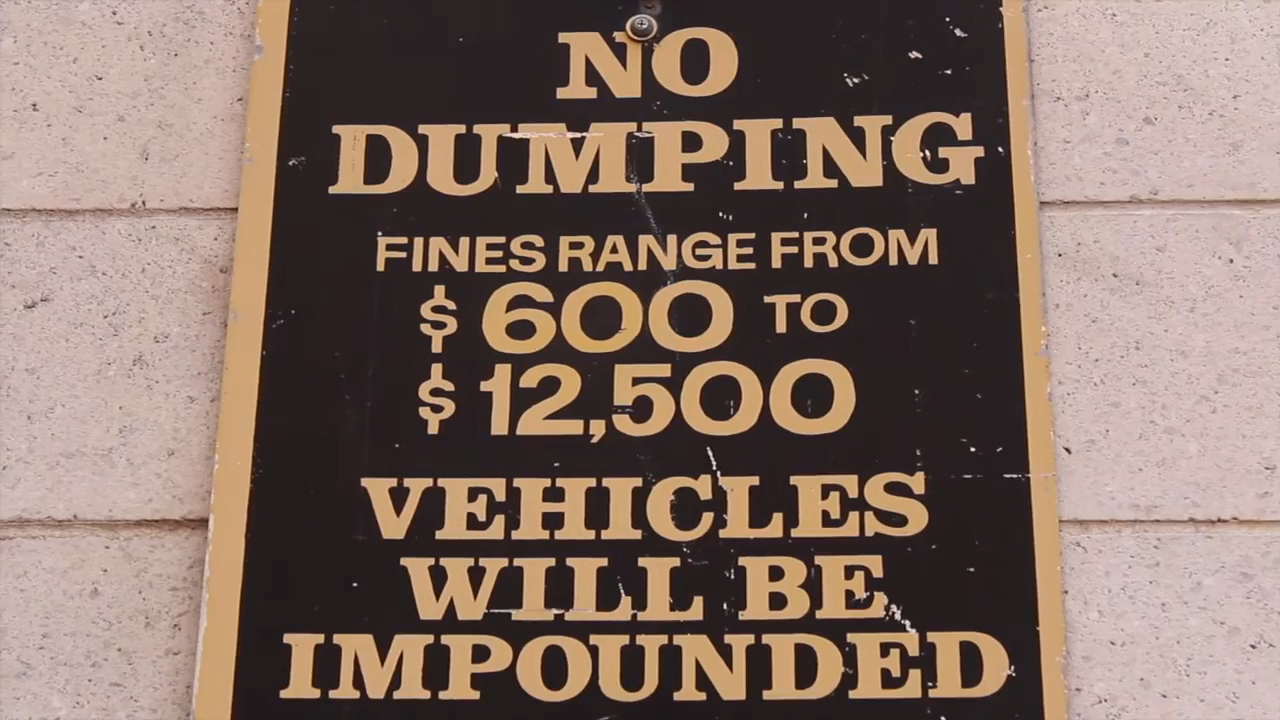 NO
DUMPING
FINES RANGE FROM
$ 600 TO
$ 12,500
VEHICLES
WILL BE
IMPOUNDED